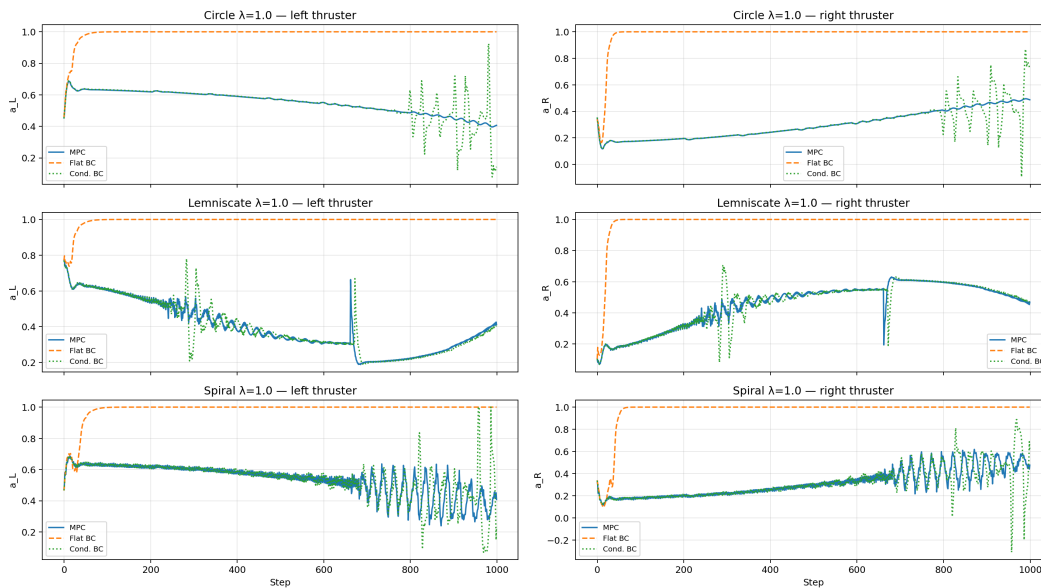 Circle λ=1.0 — left thruster
a_L
1.0
0.8
0.6
0.4
0.2
MPC
Flat BC
Cond. BC
Circle λ=1.0 — right thruster
a_R
1.0
0.8
0.6
0.4
0.2
0.0
MPC
Flat BC
Cond. BC
Lemniscate λ=1.0 — left thruster
a_L
1.0
0.8
0.6
0.4
0.2
MPC
Flat BC
Cond. BC
Lemniscate λ=1.0 — right thruster
a_R
1.0
0.8
0.6
0.4
0.2
0.0
MPC
Flat BC
Cond. BC
Spiral λ=1.0 — left thruster
a_L
1.0
0.8
0.6
0.4
0.2
MPC
Flat BC
Cond. BC
0 200 400 600 800 1000
Step
Spiral λ=1.0 — right thruster
a_R
1.0
0.8
0.6
0.4
0.2
0.0
−0.2
MPC
Flat BC
Cond. BC
0 200 400 600 800 1000
Step